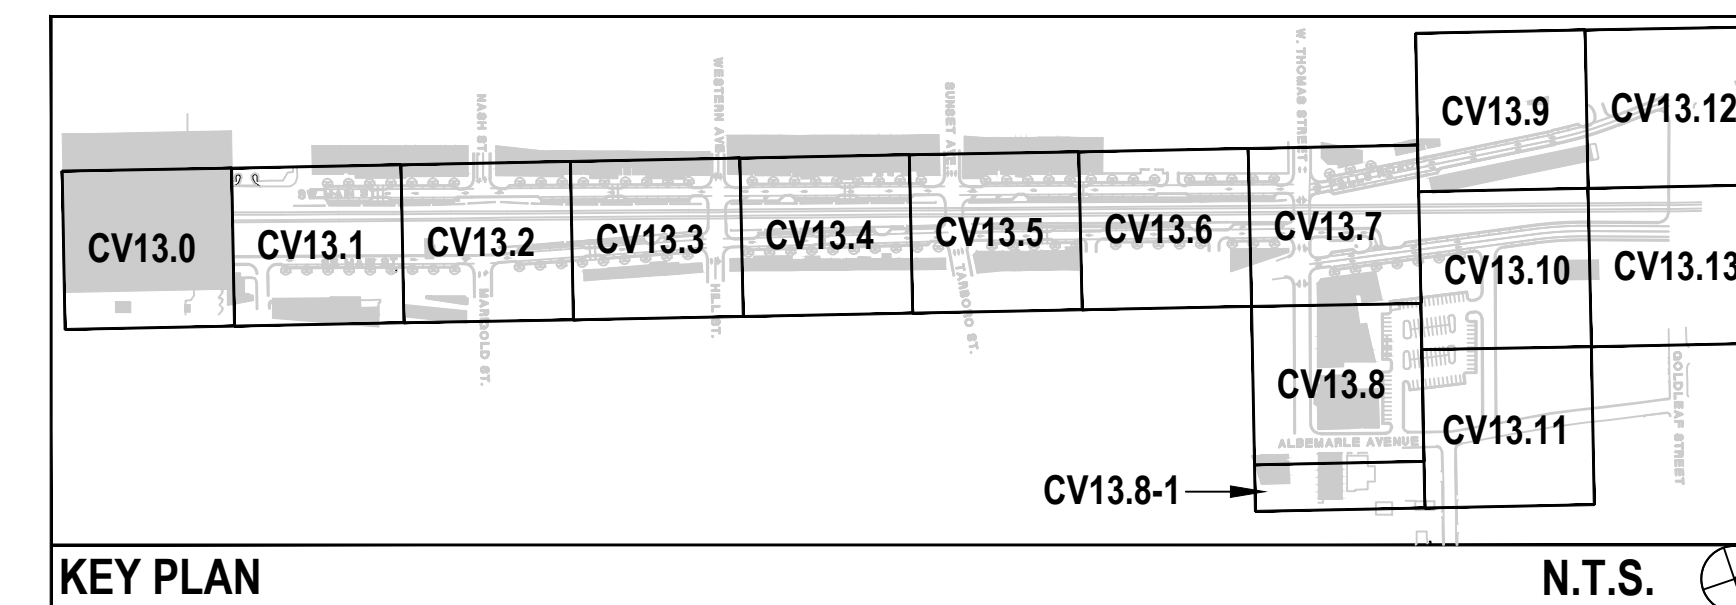 W. THOMAS STREET
WESTERN AVE.
SUNSET AVE.
NASH ST.
CV13.9
CV13.12
CV13.0
CV13.1
CV13.2
CV13.3
CV13.4
CV13.5
CV13.6
CV13.7
CV13.10
CV13.13
MARIGOLD ST.
HILL ST.
TARBORO ST.
CV13.8
GOLDLEAF STREET
CV13.11
ALBEMARLE AVENUE
CV13.8-1
KEY PLAN
N.T.S.